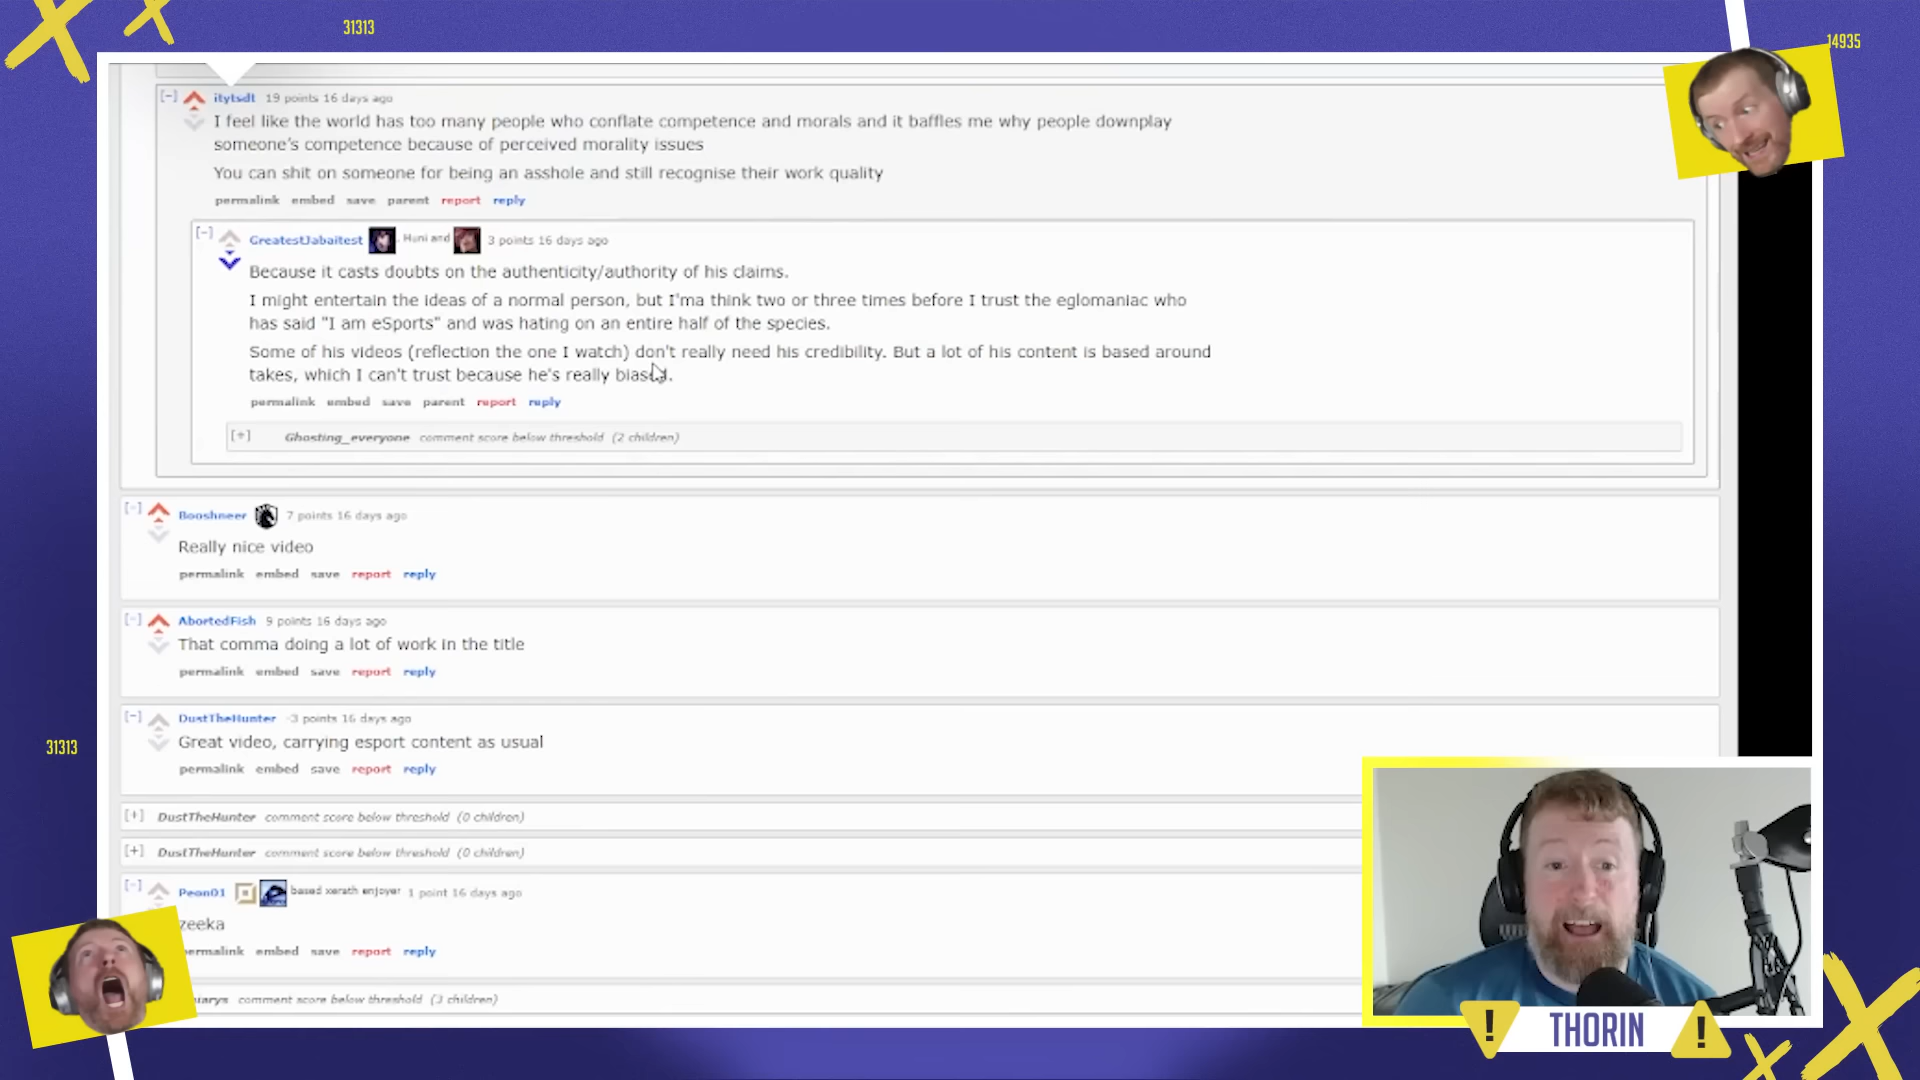 31313
14935
[-] itytsdt 19 points 16 days ago
I feel like the world has too many people who conflate competence and morals and it baffles me why people downplay
someone's competence because of perceived morality issues
You can shit on someone for being an asshole and still recognise their work quality
permalink embed save parent report reply
[-] GreatestJabaitest Huni and 3 points 16 days ago
Because it casts doubts on the authenticity/authority of his claims.
I might entertain the ideas of a normal person, but I'ma think two or three times before I trust the eglomaniac who
has said "I am eSports" and was hating on an entire half of the species.
Some of his videos (reflection the one I watch) don't really need his credibility. But a lot of his content is based around
takes, which I can't trust because he's really biased.
permalink embed save parent report reply
[+] Ghosting_everyone comment score below threshold (2 children)
[-] Booshneer 7 points 16 days ago
Really nice video
permalink embed save report reply
[-] AbortedFish 9 points 16 days ago
That comma doing a lot of work in the title
permalink embed save report reply
[-] DustTheHunter -3 points 16 days ago
Great video, carrying esport content as usual
permalink embed save report reply
31313
[+] DustTheHunter comment score below threshold (0 children)
[+] DustTheHunter comment score below threshold (0 children)
[-] Peon01 based xerath enjoyer 1 point 16 days ago
zeeka
permalink embed save report reply
comment score below threshold (3 children)
! THORIN !